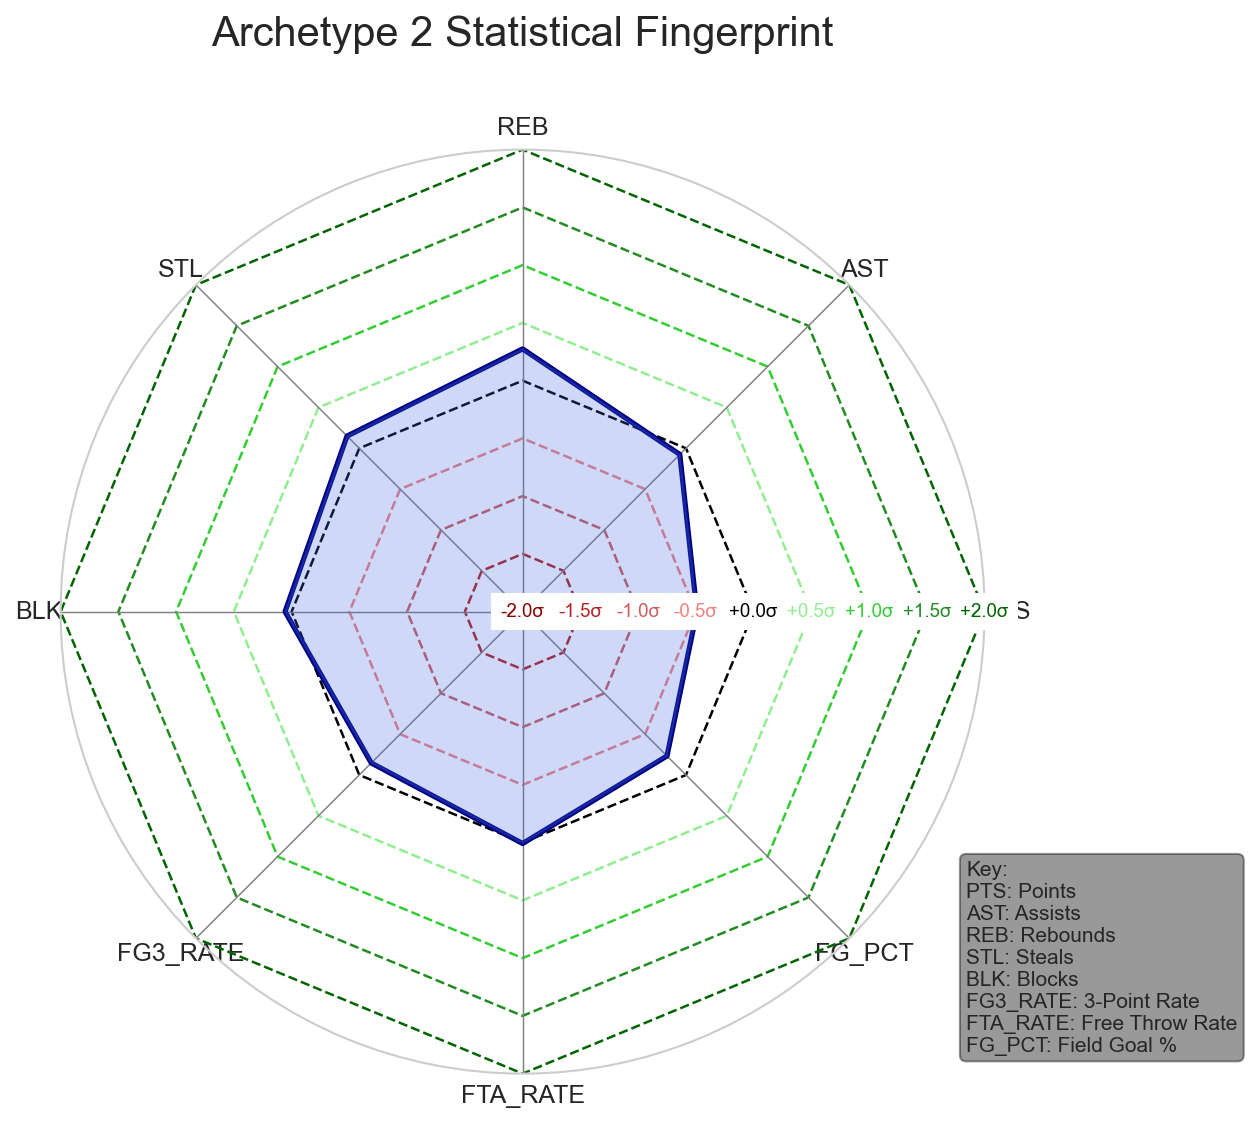 Archetype 2 Statistical Fingerprint
REB
STL
AST
BLK
-2.0σ -1.5σ -1.0σ -0.5σ +0.0σ +0.5σ +1.0σ +1.5σ +2.0σ
S
FG3_RATE
FG_PCT
FTA_RATE
Key:
PTS: Points
AST: Assists
REB: Rebounds
STL: Steals
BLK: Blocks
FG3_RATE: 3-Point Rate
FTA_RATE: Free Throw Rate
FG_PCT: Field Goal %